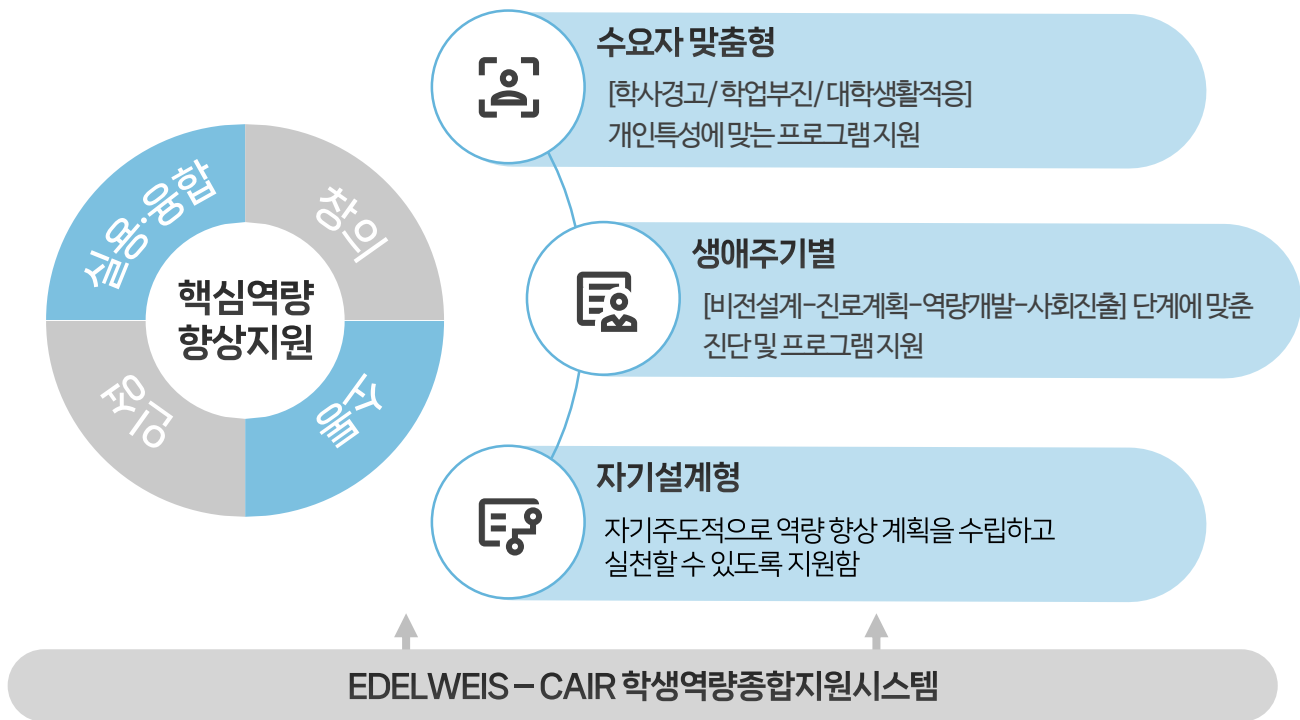 실용·융합
창의
핵심역량
향상지원
인성
소통
수요자 맞춤형
[학사경고/학업부진/대학생활적응]
개인특성에 맞는 프로그램 지원
생애주기별
[비전설계-진로계획-역량개발-사회진출] 단계에 맞춘
진단 및 프로그램 지원
자기설계형
자기주도적으로 역량 향상 계획을 수립하고
실천할 수 있도록 지원함
EDELWEIS – CAIR 학생역량종합지원시스템